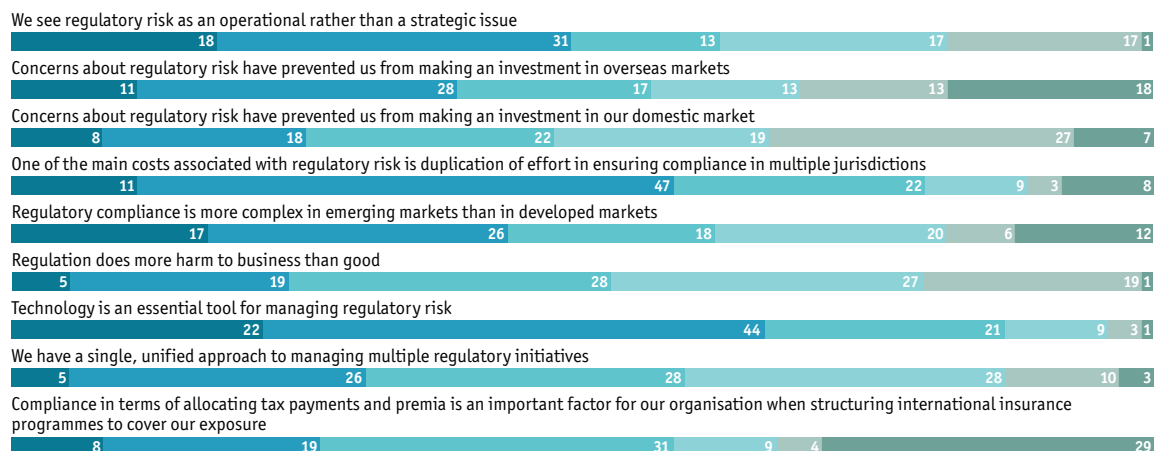 We see regulatory risk as an operational rather than a strategic issue
18 31 13 17 17 1
Concerns about regulatory risk have prevented us from making an investment in overseas markets
11 28 17 13 13 18
Concerns about regulatory risk have prevented us from making an investment in our domestic market
8 18 22 19 27 7
One of the main costs associated with regulatory risk is duplication of effort in ensuring compliance in multiple jurisdictions
11 47 22 9 3 8
Regulatory compliance is more complex in emerging markets than in developed markets
17 26 18 20 6 12
Regulation does more harm to business than good
5 19 28 27 19 1
Technology is an essential tool for managing regulatory risk
22 44 21 9 3 1
We have a single, unified approach to managing multiple regulatory initiatives
5 26 28 28 10 3
Compliance in terms of allocating tax payments and premia is an important factor for our organisation when structuring international insurance
programmes to cover our exposure
8 19 31 9 4 29